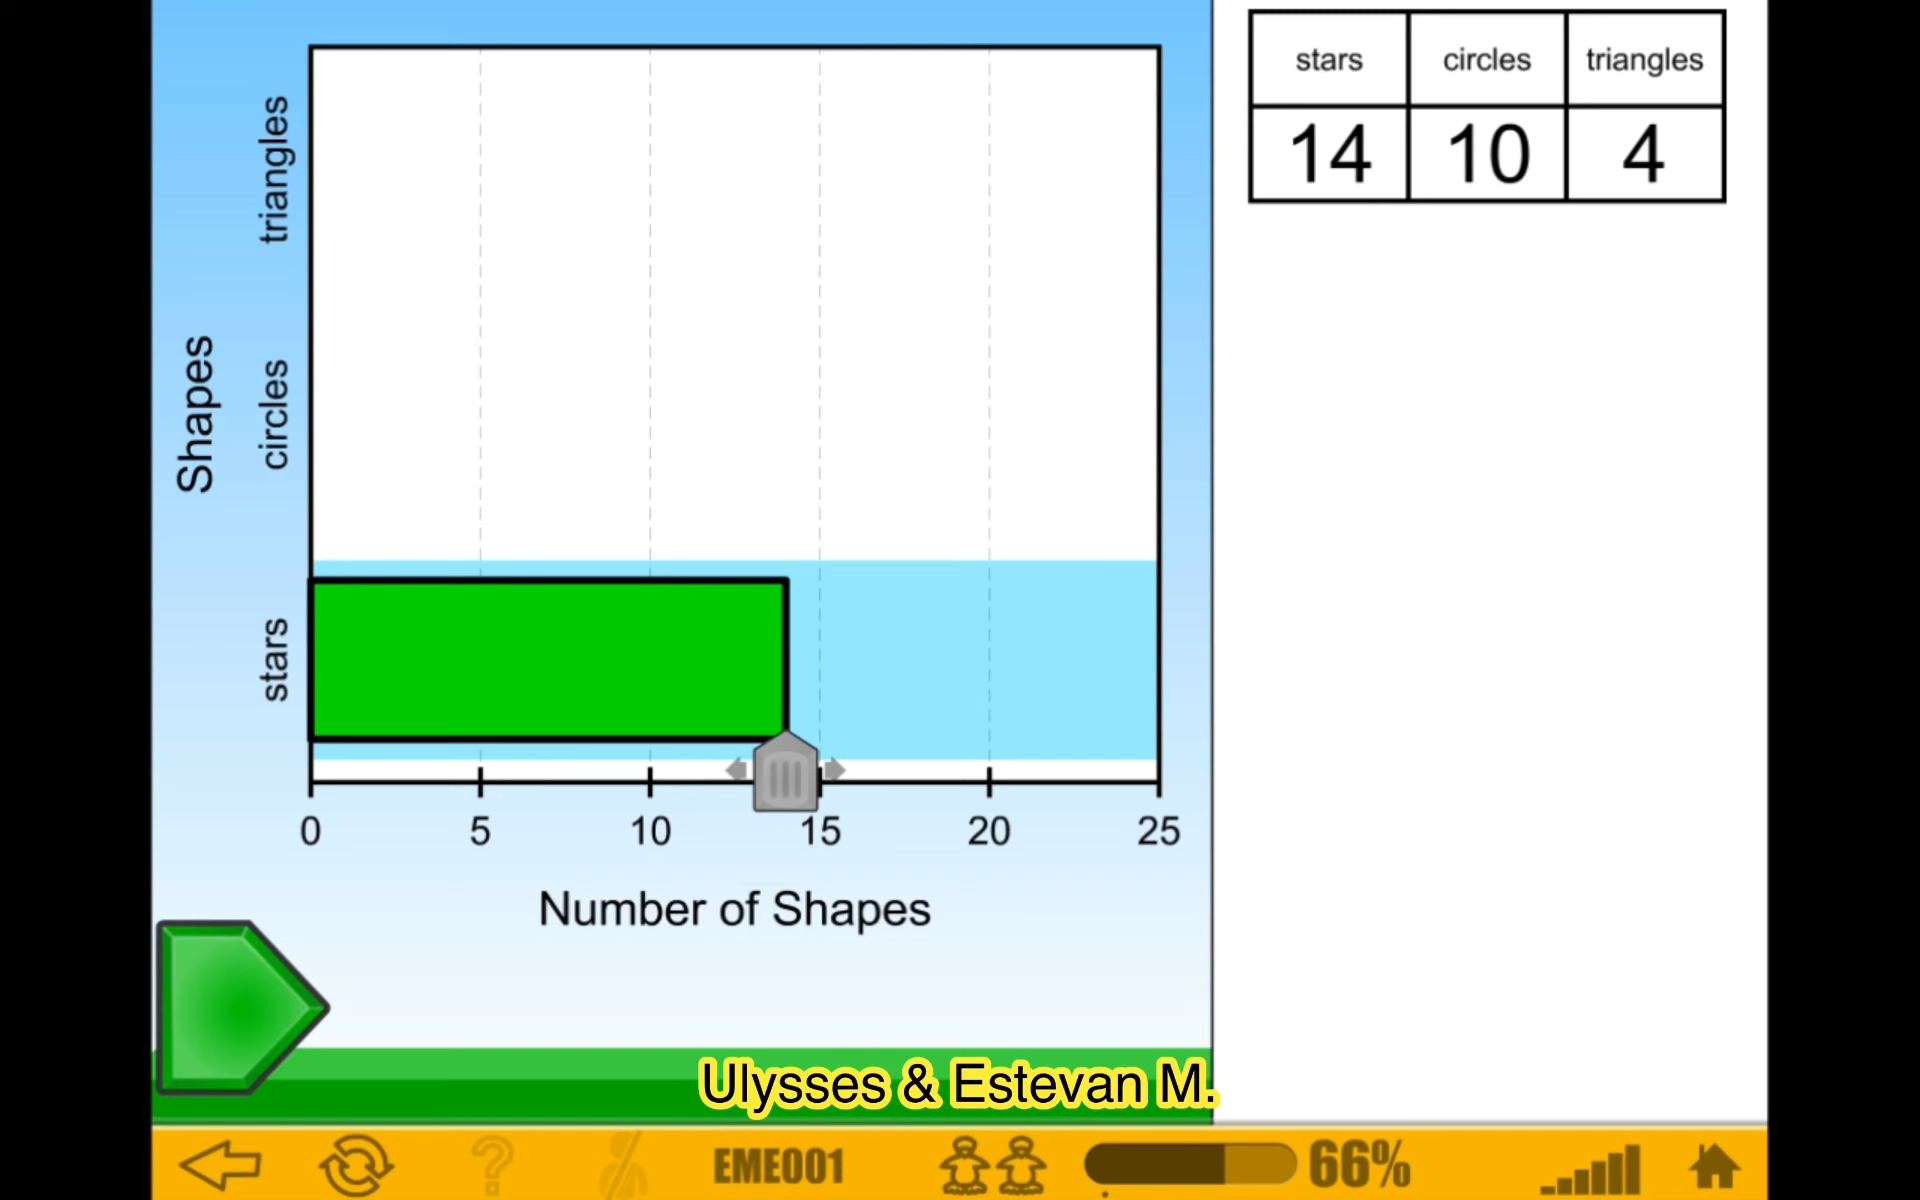 stars circles triangles
14 10 4
Shapes
triangles
circles
stars
0 5 10 15 20 25
Number of Shapes
Ulysses & Estevan M.
? EME001 66%